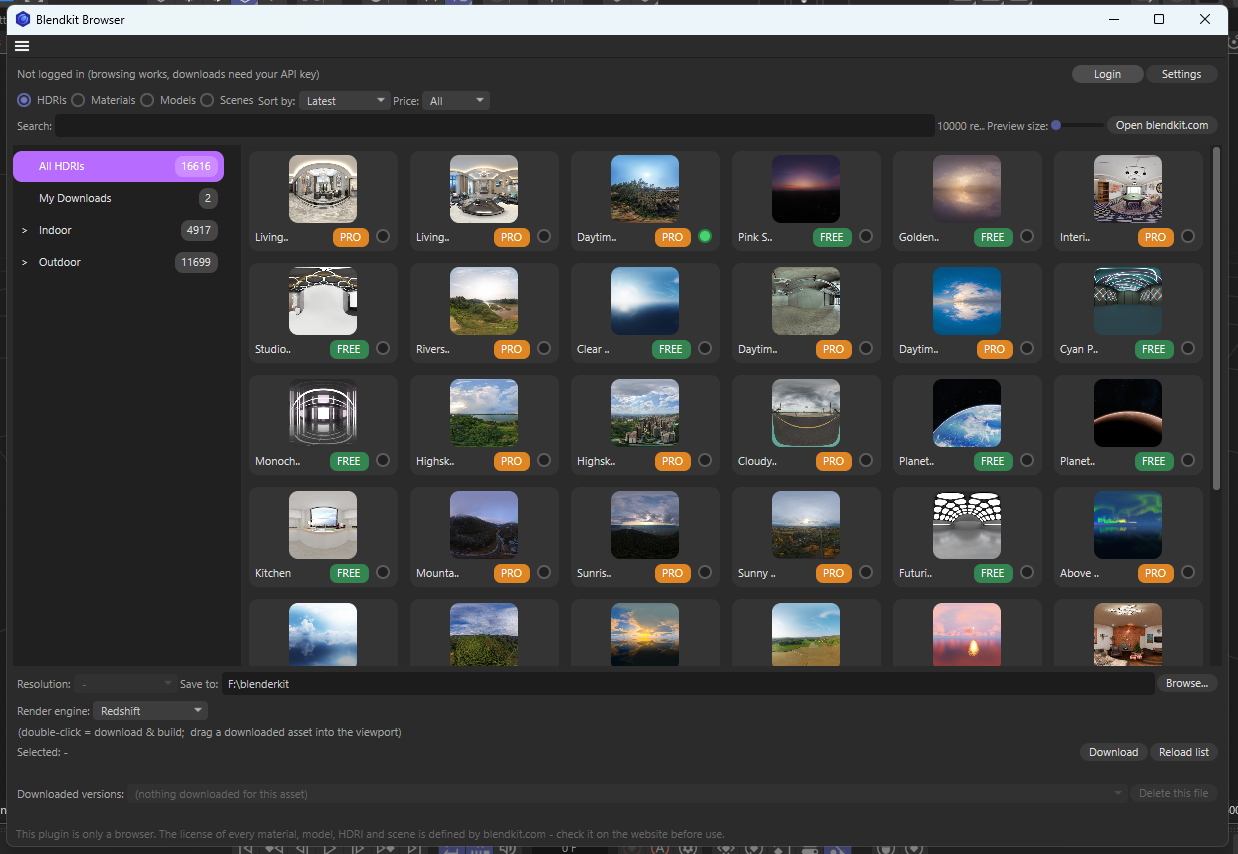 Blendkit Browser
Not logged in (browsing works, downloads need your API key)
Login
Settings
HDRIs
Materials
Models
Scenes
Sort by:
Latest
Price:
All
Search:
10000 re..
Preview size:
Open blendkit.com
All HDRIs 16616
My Downloads 2
> Indoor 4917
> Outdoor 11699
Living.. PRO
Living.. PRO
Daytim.. PRO
Pink S.. FREE
Golden.. FREE
Interi.. PRO
Studio.. FREE
Rivers.. PRO
Clear .. FREE
Daytim.. PRO
Daytim.. PRO
Cyan P.. FREE
Monoch.. FREE
Highsk.. PRO
Highsk.. PRO
Cloudy.. PRO
Planet.. FREE
Planet.. FREE
Kitchen FREE
Mounta.. PRO
Sunris.. PRO
Sunny .. PRO
Futuri.. FREE
Above .. PRO
Resolution: -
Save to: F:\blenderkit
Browse...
Render engine: Redshift
(double-click = download & build;  drag a downloaded asset into the viewport)
Selected: -
Download
Reload list
Downloaded versions: (nothing downloaded for this asset)
Delete this file
This plugin is only a browser. The license of every material, model, HDRI and scene is defined by blendkit.com - check it on the website before use.
0 F